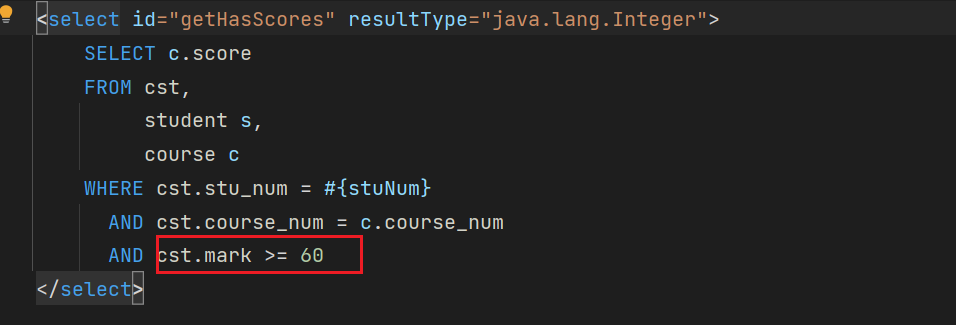 <select id="getHasScores" resultType="java.lang.Integer">
SELECT c.score
FROM cst,
student s,
course c
WHERE cst.stu_num = #{stuNum}
AND cst.course_num = c.course_num
AND cst.mark >= 60
</select>